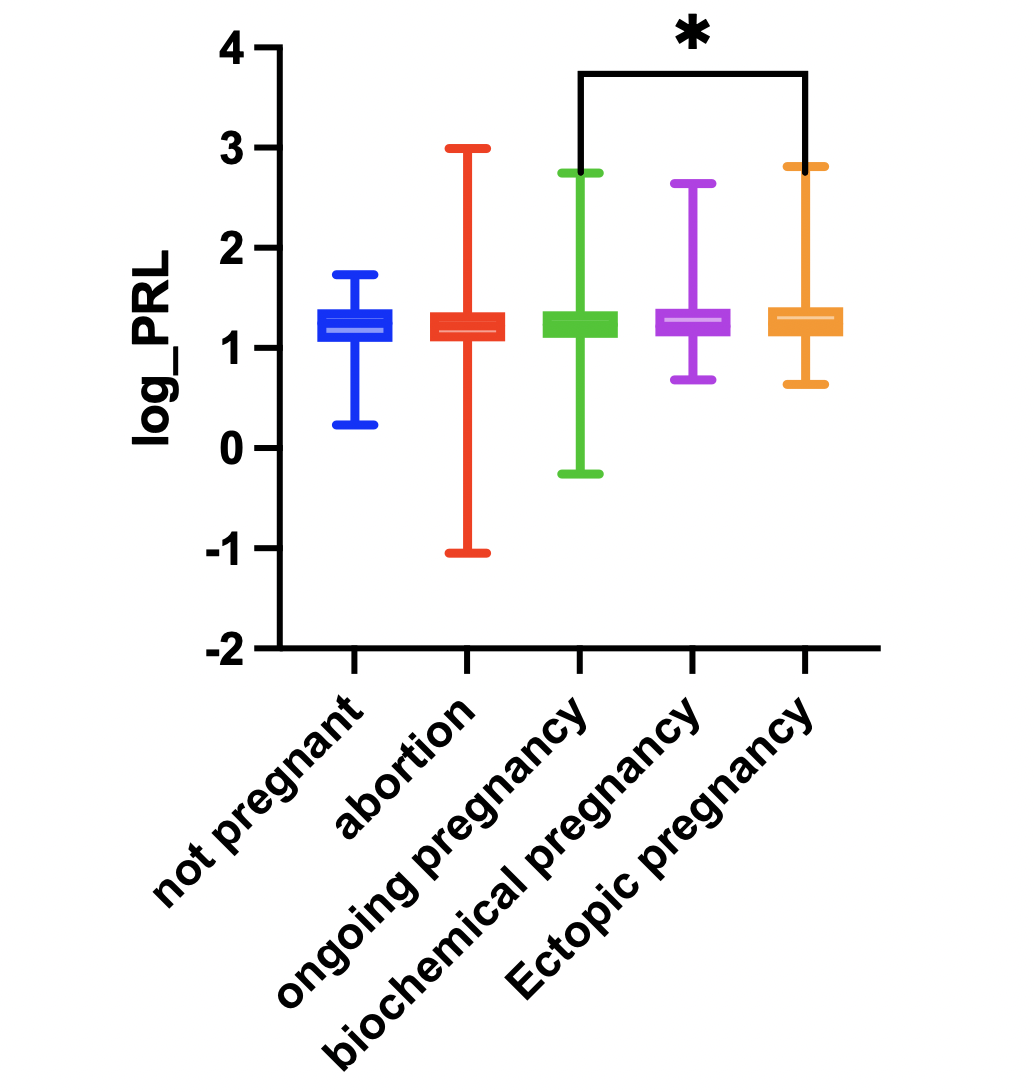 *
4
3
2
1
0
-1
-2
log_PRL
not pregnant
abortion
ongoing pregnancy
biochemical pregnancy
Ectopic pregnancy